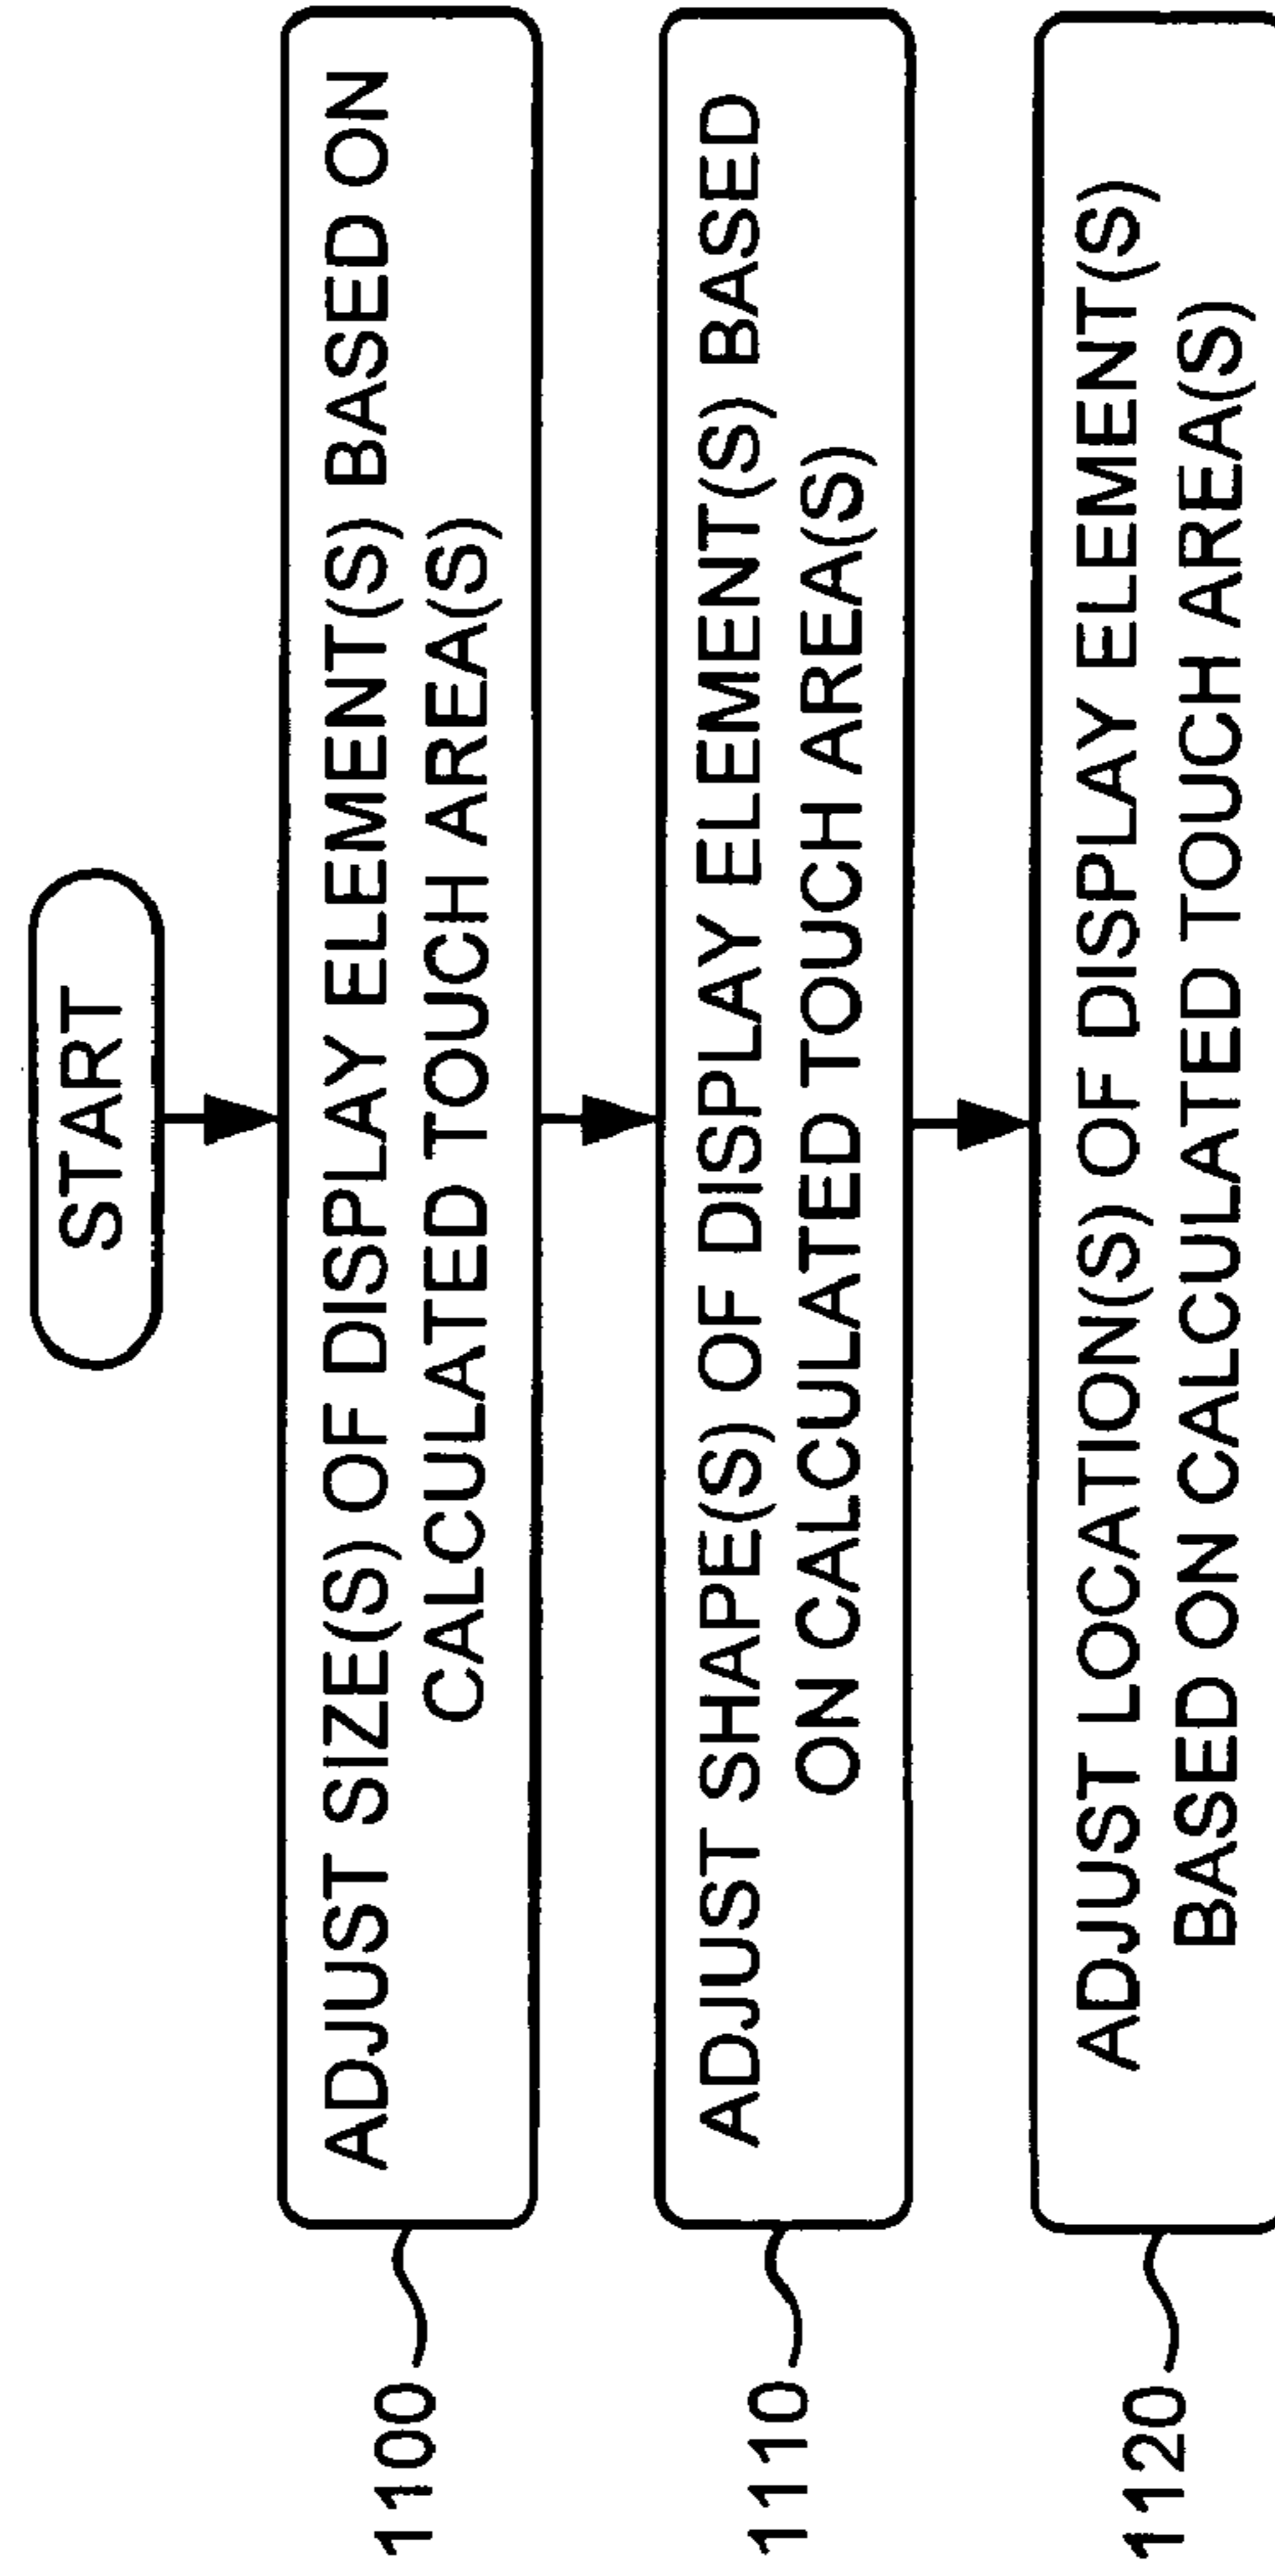 START
ADJUST SIZE(S) OF DISPLAY ELEMENT(S) BASED ON
CALCULATED TOUCH AREA(S)
1100
ADJUST SHAPE(S) OF DISPLAY ELEMENT(S) BASED
ON CALCULATED TOUCH AREA(S)
1110
ADJUST LOCATION(S) OF DISPLAY ELEMENT(S)
BASED ON CALCULATED TOUCH AREA(S)
1120